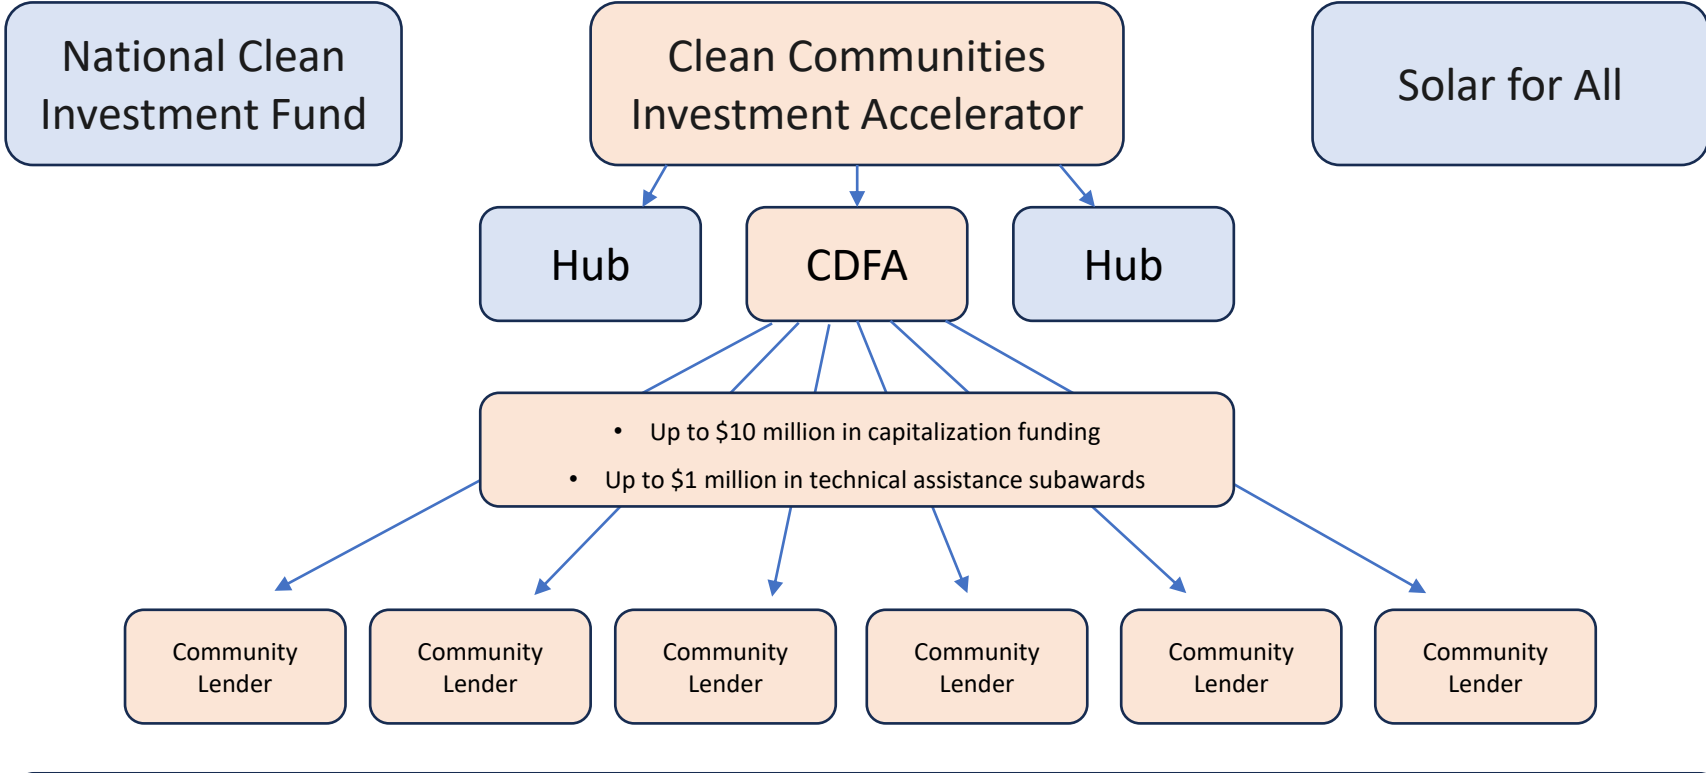 National Clean
Investment Fund
Clean Communities
Investment Accelerator
Solar for All
Hub
CDFA
Hub
• Up to $10 million in capitalization funding
• Up to $1 million in technical assistance subawards
Community
Lender
Community
Lender
Community
Lender
Community
Lender
Community
Lender
Community
Lender